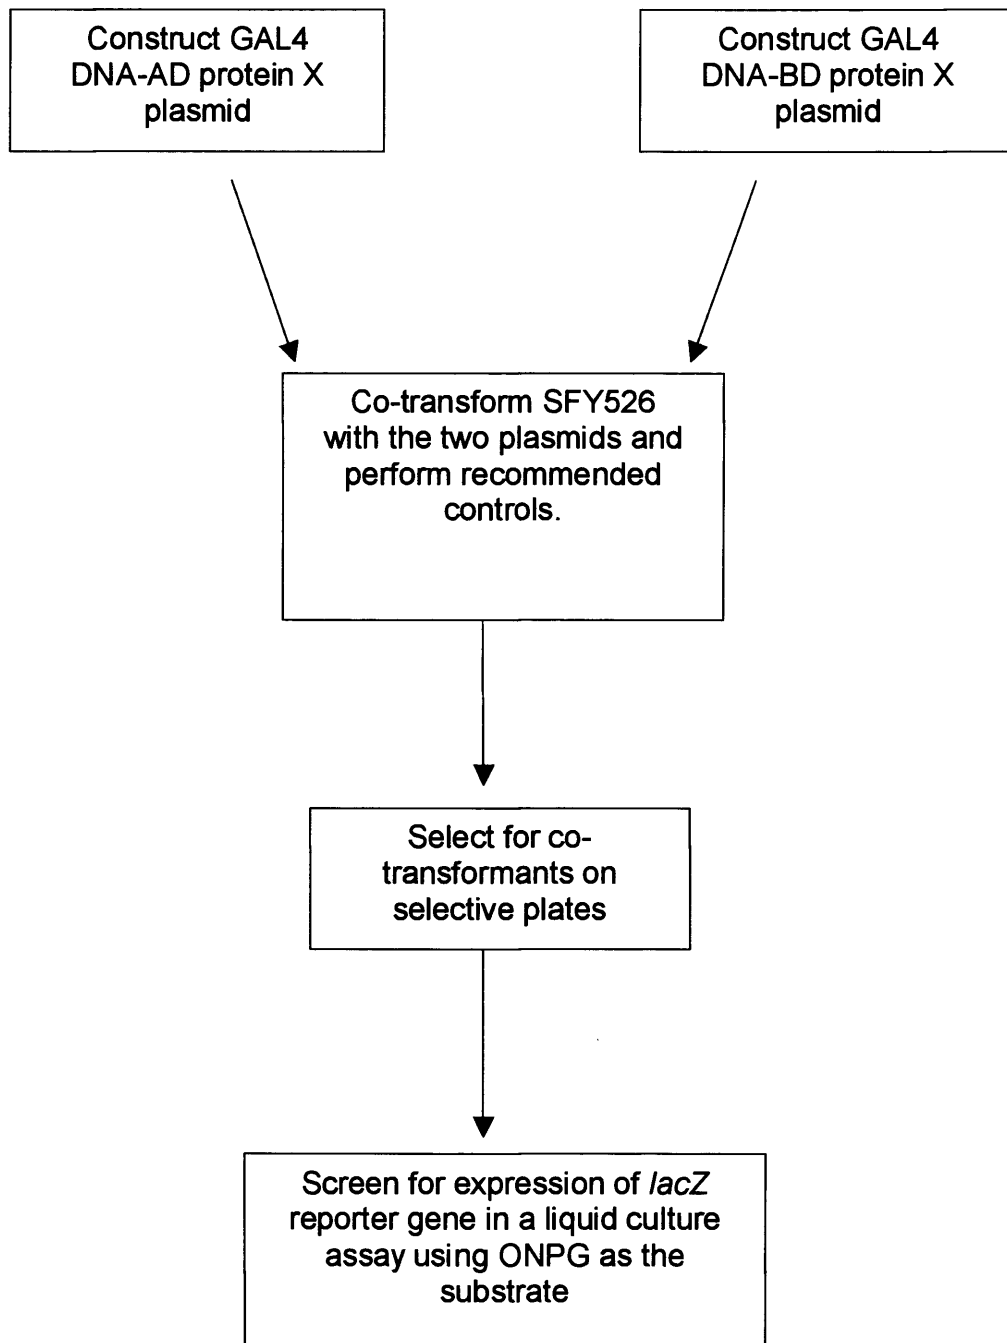 Construct GAL4
DNA-AD protein X
plasmid
Construct GAL4
DNA-BD protein X
plasmid
Co-transform SFY526
with the two plasmids and
perform recommended
controls.
Select for co-
transformants on
selective plates
Screen for expression of lacZ
reporter gene in a liquid culture
assay using ONPG as the
substrate